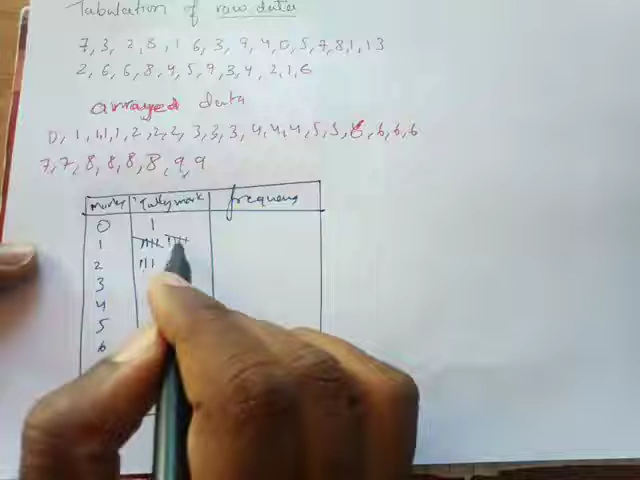 Tabulation of raw data
7, 3, 2, 8, 1 6, 3, 9, 4, 0, 5, 7, 8, 1, 13
2, 6, 6, 8, 4, 5, 9, 3, 4, 2, 1, 6
arrayed data
0, 1, 1, 1, 1, 2, 2, 2, 3, 3, 3, 4, 4, 4, 5, 5, 6, 6, 6, 6
7, 7, 8, 8, 8, 8, 9, 9
Marks Tally mark frequency
0 |
1
2 |||
3
4
5
6